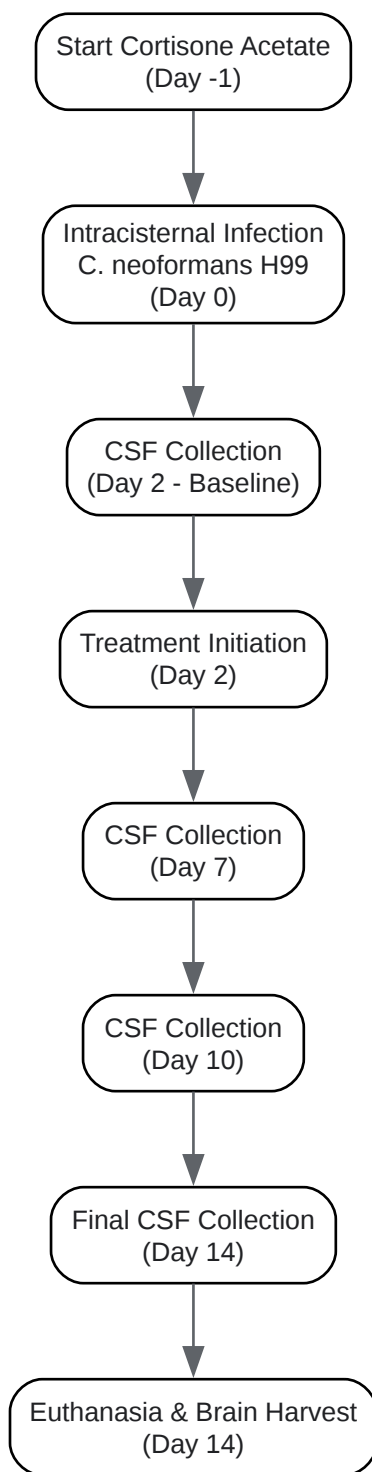 Start Cortisone Acetate
(Day -1)
Intracisternal Infection
C. neoformans H99
(Day 0)
CSF Collection
(Day 2 - Baseline)
Treatment Initiation
(Day 2)
CSF Collection
(Day 7)
CSF Collection
(Day 10)
Final CSF Collection
(Day 14)
Euthanasia & Brain Harvest
(Day 14)